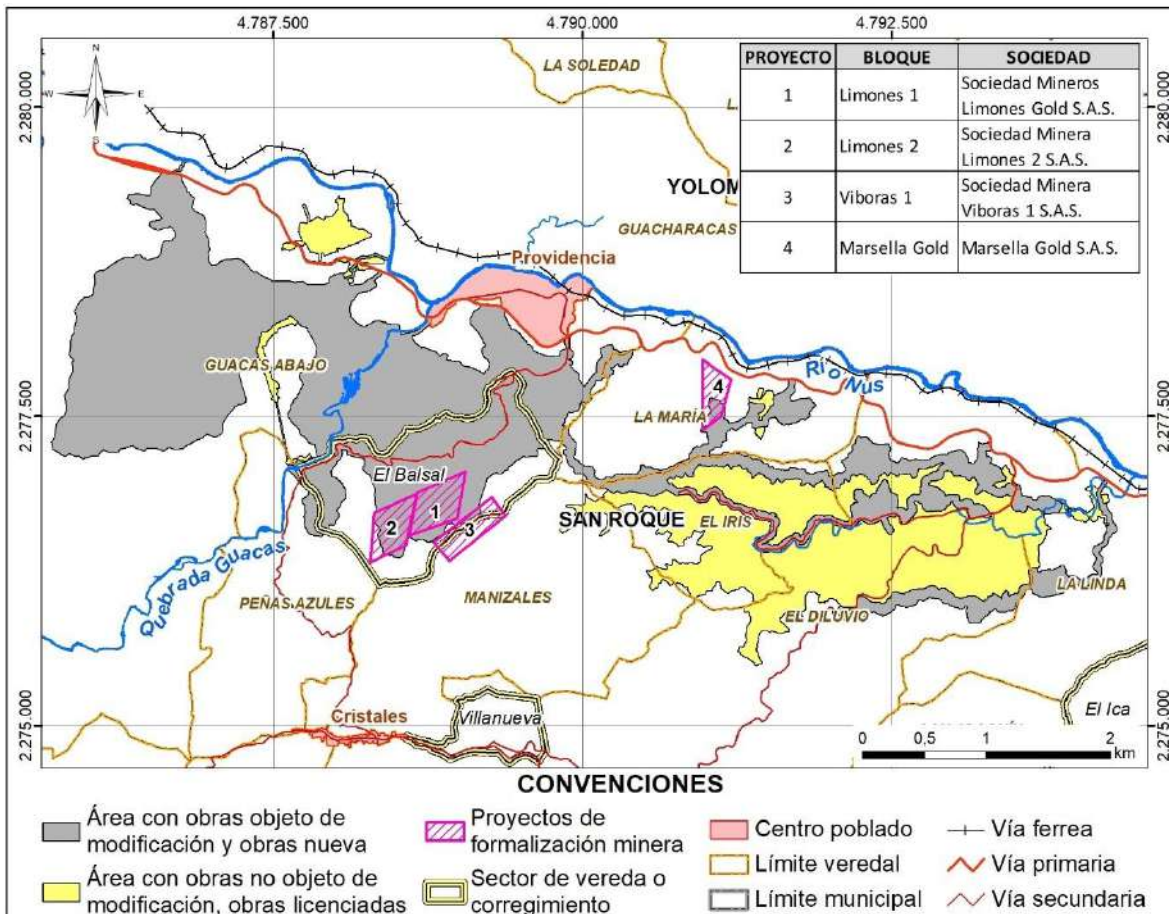 4.787.500 4.790.000 4.792.500
N
W E
S
2.280.000
2.280.000
LA SOLEDAD
PROYECTO BLOQUE SOCIEDAD
1 Limones 1 Sociedad Mineros Limones Gold S.A.S.
2 Limones 2 Sociedad Minera Limones 2 S.A.S.
3 Viboras 1 Sociedad Minera Viboras 1 S.A.S.
4 Marsella Gold Marsella Gold S.A.S.
YOLOM
GUACHARACAS
Providencia
GUACAS ABAJO
Río Nus
4
LA MARÍA
2.277.500
2.277.500
El Balsal
1
2
3
SAN ROQUE
EL IRIS
Quebrada Guacas
PEÑAS AZULES
MANIZALES
LA LINDA
EL DILUVIO
Cristales
Villanueva
El Ica
2.275.000
2.275.000
0 0,5 1 2
km
CONVENCIONES
Área con obras objeto de
modificación y obras nueva
Área con obras no objeto de
modificación, obras licenciadas
Proyectos de
formalización minera
Sector de vereda o
corregimiento
Centro poblado
Límite veredal
Límite municipal
Vía ferrea
Vía primaria
Vía secundaria